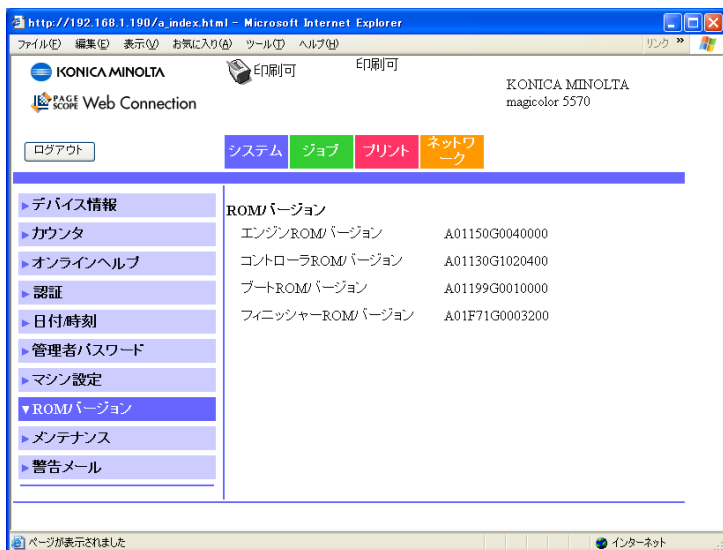 http://192.168.1.190/a_index.html - Microsoft Internet Explorer
ファイル(F) 編集(E) 表示(V) お気に入り(A) ツール(T) ヘルプ(H) リンク »
KONICA MINOLTA
印刷可
印刷可
KONICA MINOLTA
magicolor 5570
PAGE SCOPE Web Connection
ログアウト
システム
ジョブ
プリント
ネットワ
ーク
デバイス情報
カウンタ
オンラインヘルプ
認証
日付/時刻
管理者パスワード
マシン設定
ROMバージョン
メンテナンス
警告メール
ROMバージョン
エンジンROMバージョン A01150G0040000
コントローラROMバージョン A01130G1020400
ブートROMバージョン A01199G0010000
フィニッシャーROMバージョン A01F71G0003200
ページが表示されました
インターネット